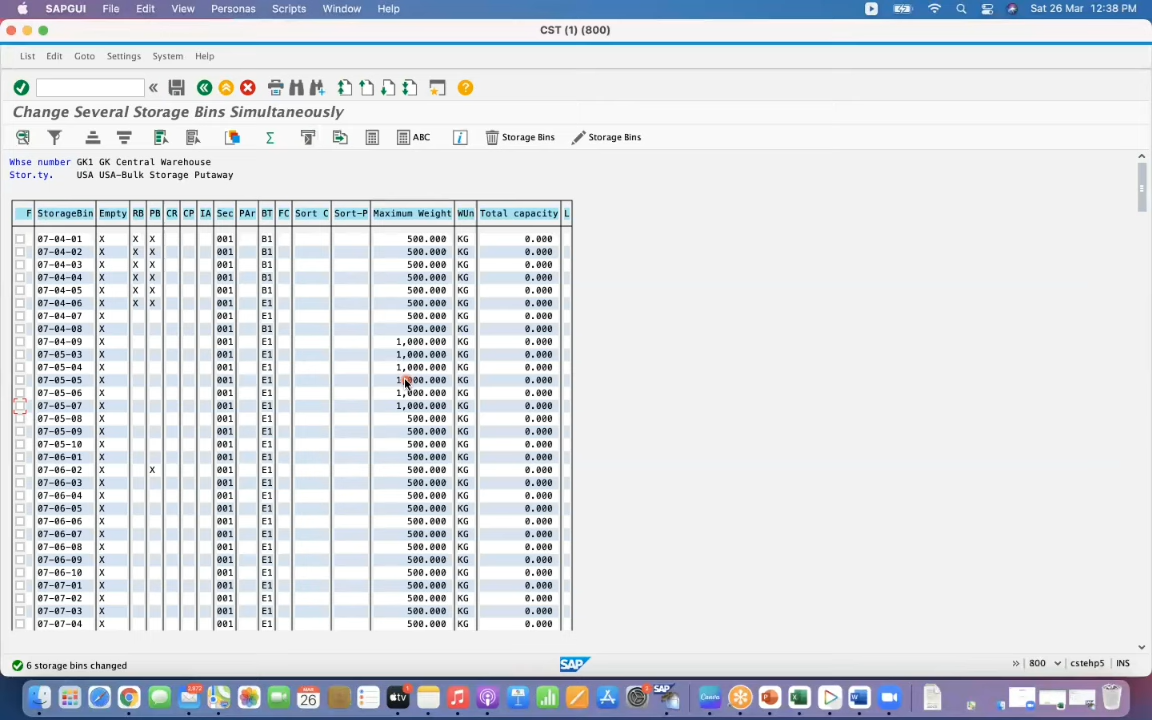 SAPGUI File Edit View Personas Scripts Window Help Sat 26 Mar 12:38 PM
CST (1) (800)
List Edit Goto Settings System Help
Change Several Storage Bins Simultaneously
ABC Storage Bins Storage Bins
Whse number GK1 GK Central Warehouse
Stor.ty. USA USA-Bulk Storage Putaway
F StorageBin Empty RB PB CR CP IA Sec PAr BT FC Sort C Sort-P Maximum Weight WUn Total capacity L
07-04-01 X X X 001 B1 500.000 KG 0.000
07-04-02 X X X 001 B1 500.000 KG 0.000
07-04-03 X X X 001 B1 500.000 KG 0.000
07-04-04 X X X 001 B1 500.000 KG 0.000
07-04-05 X X X 001 B1 500.000 KG 0.000
07-04-06 X X X 001 E1 500.000 KG 0.000
07-04-07 X 001 E1 500.000 KG 0.000
07-04-08 X 001 B1 500.000 KG 0.000
07-04-09 X 001 E1 1,000.000 KG 0.000
07-05-03 X 001 E1 1,000.000 KG 0.000
07-05-04 X 001 E1 1,000.000 KG 0.000
07-05-05 X 001 E1 1,000.000 KG 0.000
07-05-06 X 001 E1 1,000.000 KG 0.000
07-05-07 X 001 E1 1,000.000 KG 0.000
07-05-08 X 001 E1 500.000 KG 0.000
07-05-09 X 001 E1 500.000 KG 0.000
07-05-10 X 001 E1 500.000 KG 0.000
07-06-01 X 001 E1 500.000 KG 0.000
07-06-02 X X 001 E1 500.000 KG 0.000
07-06-03 X 001 E1 500.000 KG 0.000
07-06-04 X 001 E1 500.000 KG 0.000
07-06-05 X 001 E1 500.000 KG 0.000
07-06-06 X 001 E1 500.000 KG 0.000
07-06-07 X 001 E1 500.000 KG 0.000
07-06-08 X 001 E1 500.000 KG 0.000
07-06-09 X 001 E1 500.000 KG 0.000
07-06-10 X 001 E1 500.000 KG 0.000
07-07-01 X 001 E1 500.000 KG 0.000
07-07-02 X 001 E1 500.000 KG 0.000
07-07-03 X 001 E1 500.000 KG 0.000
07-07-04 X 001 E1 500.000 KG 0.000
6 storage bins changed SAP » 800 cstehp5 INS